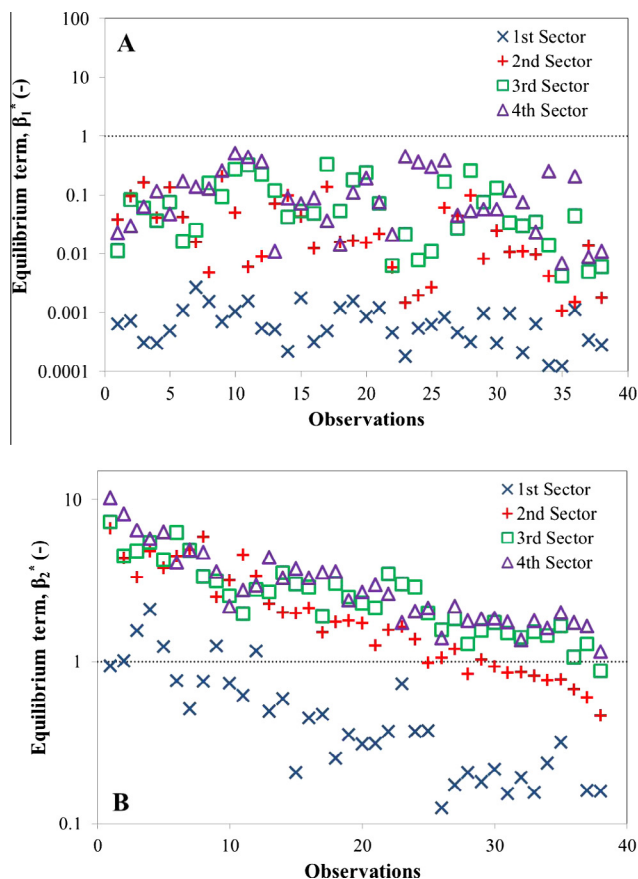 A
1st Sector
2nd Sector
3rd Sector
4th Sector
Equilibrium term, β₁* (-)
100
10
1
0.1
0.01
0.001
0.0001
0 5 10 15 20 25 30 35 40
Observations
1st Sector
2nd Sector
3rd Sector
4th Sector
Equilibrium term, β₂* (-)
10
1
0.1
B
0 10 20 30 40
Observations